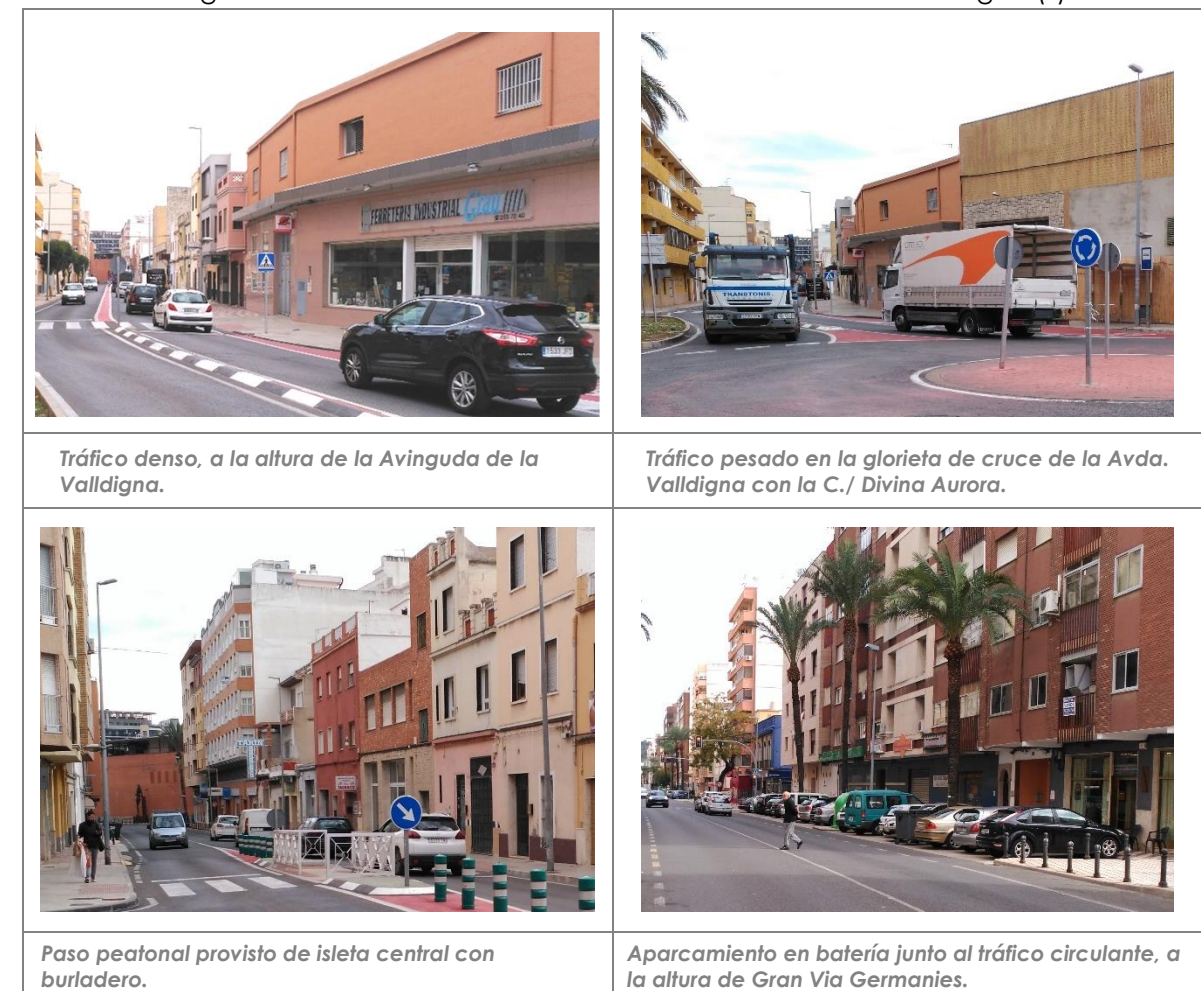 FERRETERIA INDUSTRIAL Grau
Tráfico denso, a la altura de la Avinguda de la
Valldigna.
TRANSTONIS
Tráfico pesado en la glorieta de cruce de la Avda.
Valldigna con la C./ Divina Aurora.
Paso peatonal provisto de isleta central con
burladero.
Aparcamiento en batería junto al tráfico circulante, a
la altura de Gran Via Germanies.